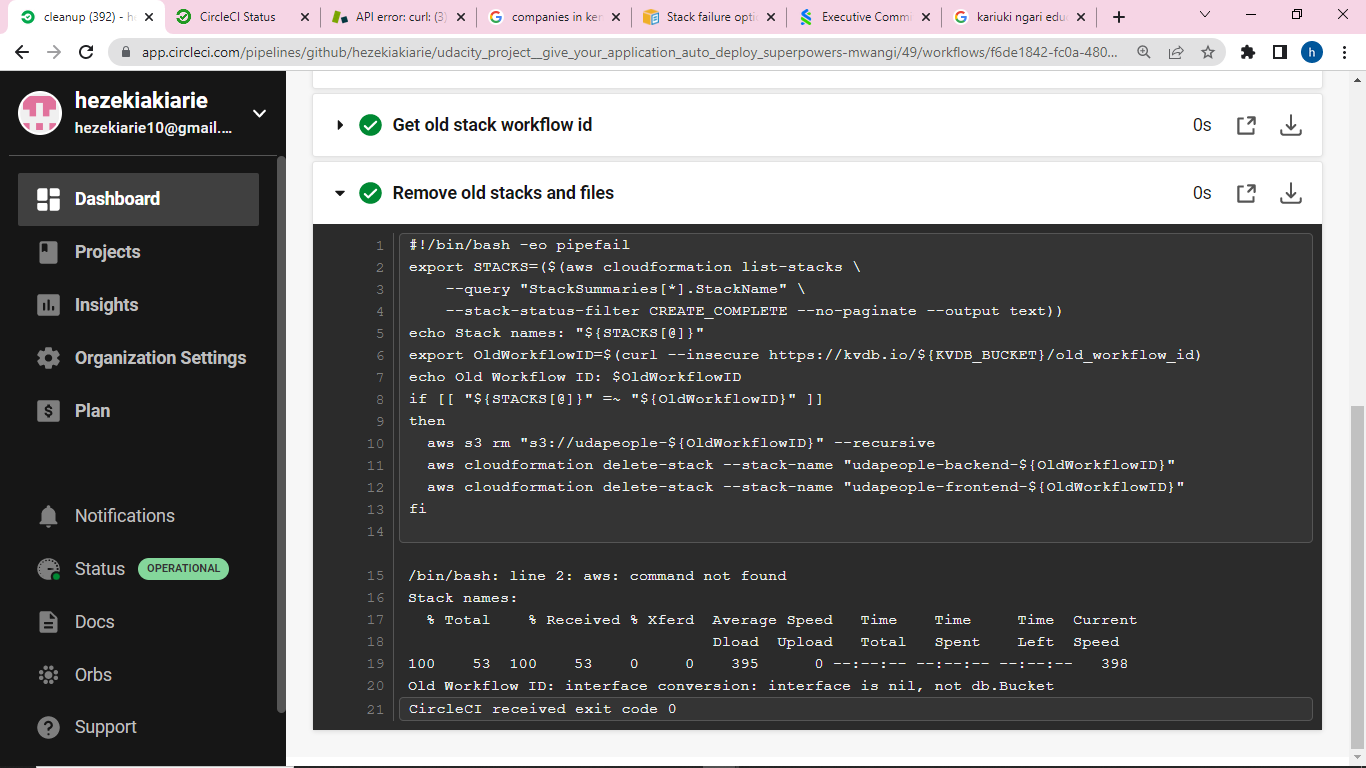 cleanup (392) - h
CircleCI Status
API error: curl: (3)
companies in ken
Stack failure optio
Executive Commi
kariuki ngari edu
app.circleci.com/pipelines/github/hezekiakiarie/udacity_project__give_your_application_auto_deploy_superpowers-mwangi/49/workflows/f6de1842-fc0a-480...
h
hezekiakiarie
hezekiarie10@gmail....
Dashboard
Projects
Insights
Organization Settings
Plan
Notifications
Status OPERATIONAL
Docs
Orbs
Support
Get old stack workflow id 0s
Remove old stacks and files 0s
1 #!/bin/bash -eo pipefail
2 export STACKS=($(aws cloudformation list-stacks \
3 --query "StackSummaries[*].StackName" \
4 --stack-status-filter CREATE_COMPLETE --no-paginate --output text))
5 echo Stack names: "${STACKS[@]}"
6 export OldWorkflowID=$(curl --insecure https://kvdb.io/${KVDB_BUCKET}/old_workflow_id)
7 echo Old Workflow ID: $OldWorkflowID
8 if [[ "${STACKS[@]}" =~ "${OldWorkflowID}" ]]
9 then
10 aws s3 rm "s3://udapeople-${OldWorkflowID}" --recursive
11 aws cloudformation delete-stack --stack-name "udapeople-backend-${OldWorkflowID}"
12 aws cloudformation delete-stack --stack-name "udapeople-frontend-${OldWorkflowID}"
13 fi
14
15 /bin/bash: line 2: aws: command not found
16 Stack names:
17 % Total % Received % Xferd Average Speed Time Time Time Current
18 Dload Upload Total Spent Left Speed
19 100 53 100 53 0 0 395 0 --:--:-- --:--:-- --:--:-- 398
20 Old Workflow ID: interface conversion: interface is nil, not db.Bucket
21 CircleCI received exit code 0